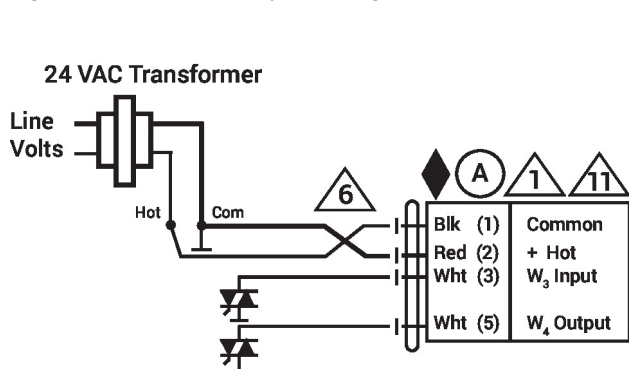 24 VAC Transformer
Line
Volts
Hot
Com
6
A
1
11
Blk (1) Common
Red (2) + Hot
Wht (3) W₃ Input
Wht (5) W₄ Output